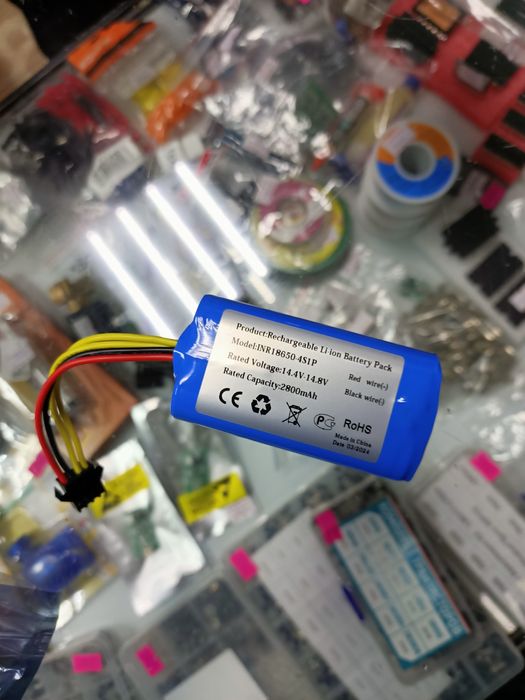 Product:Rechargeable Li-ion Battery Pack
Model:INR18650-4S1P
Rated Voltage:14.4V-14.8V
Rated Capacity:2800mAh
Red wire(-)
Black wire(-)
CE
PC
RoHS
Made in China
Date: 03/2024